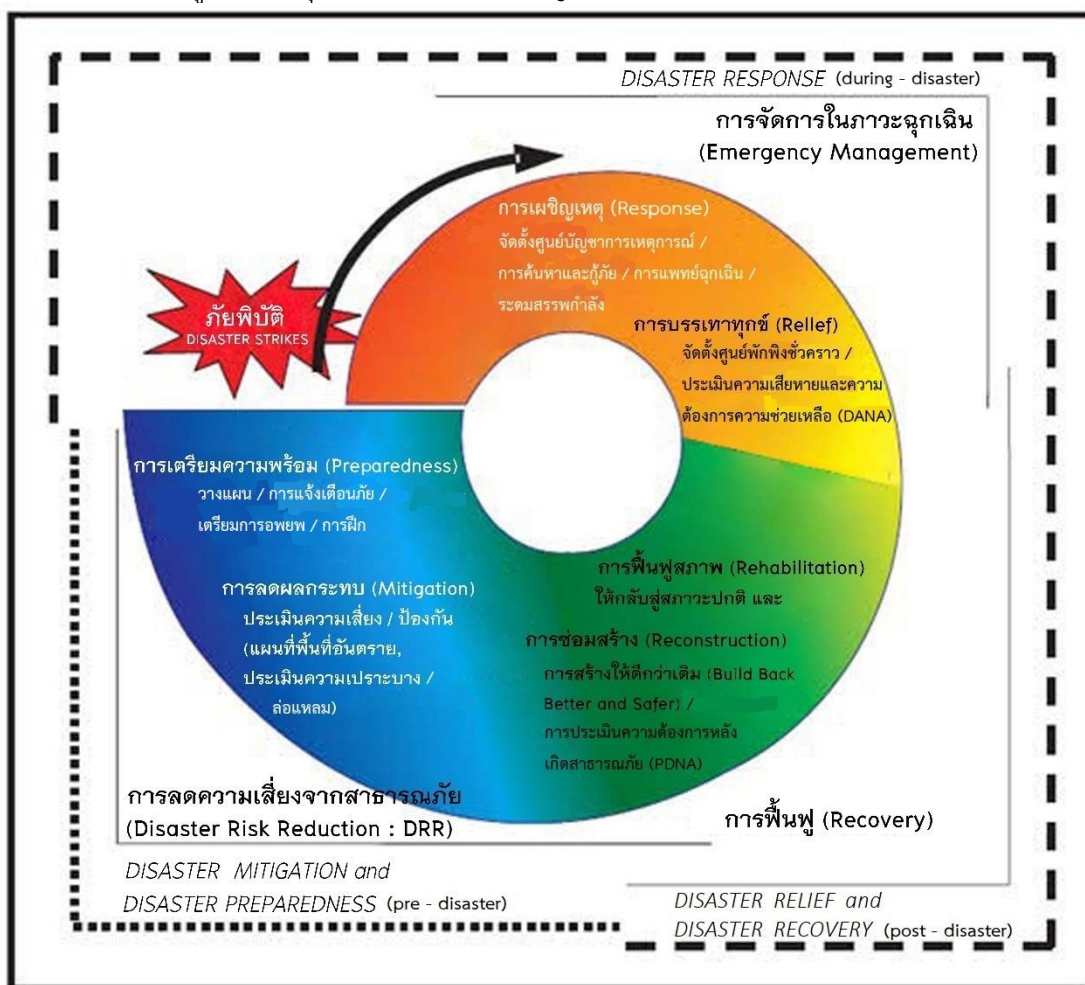 DISASTER RESPONSE (during - disaster)
การจัดการในภาวะฉุกเฉิน
(Emergency Management)
การเผชิญเหตุ (Response)
จัดตั้งศูนย์บัญชาการเหตุการณ์ /
การค้นหาและกู้ภัย / การแพทย์ฉุกเฉิน /
ระดมสรรพกำลัง
ภัยพิบัติ
DISASTER STRIKES
การบรรเทาทุกข์ (Rellef)
จัดตั้งศูนย์พักพิงชั่วคราว /
ประเมินความเสียหายและความ
ต้องการความช่วยเหลือ (DANA)
การเตรียมความพร้อม (Preparedness)
วางแผน / การแจ้งเตือนภัย /
เตรียมการอพยพ / การฝึก
การลดผลกระทบ (Mitigation)
ประเมินความเสี่ยง / ป้องกัน
(แผนที่พื้นที่อันตราย,
ประเมินความเปราะบาง /
ล่อแหลม)
การฟื้นฟูสภาพ (Rehabilitation)
ให้กลับสู่สภาวะปกติ และ
การซ่อมสร้าง (Reconstruction)
การสร้างให้ดีกว่าเดิม (Build Back
Better and Safer) /
การประเมินความต้องการหลัง
เกิดสาธารณภัย (PDNA)
การลดความเสี่ยงจากสาธารณภัย
(Disaster Risk Reduction : DRR)
การฟื้นฟู (Recovery)
DISASTER MITIGATION and
DISASTER PREPAREDNESS (pre - disaster)
DISASTER RELIEF and
DISASTER RECOVERY (post - disaster)